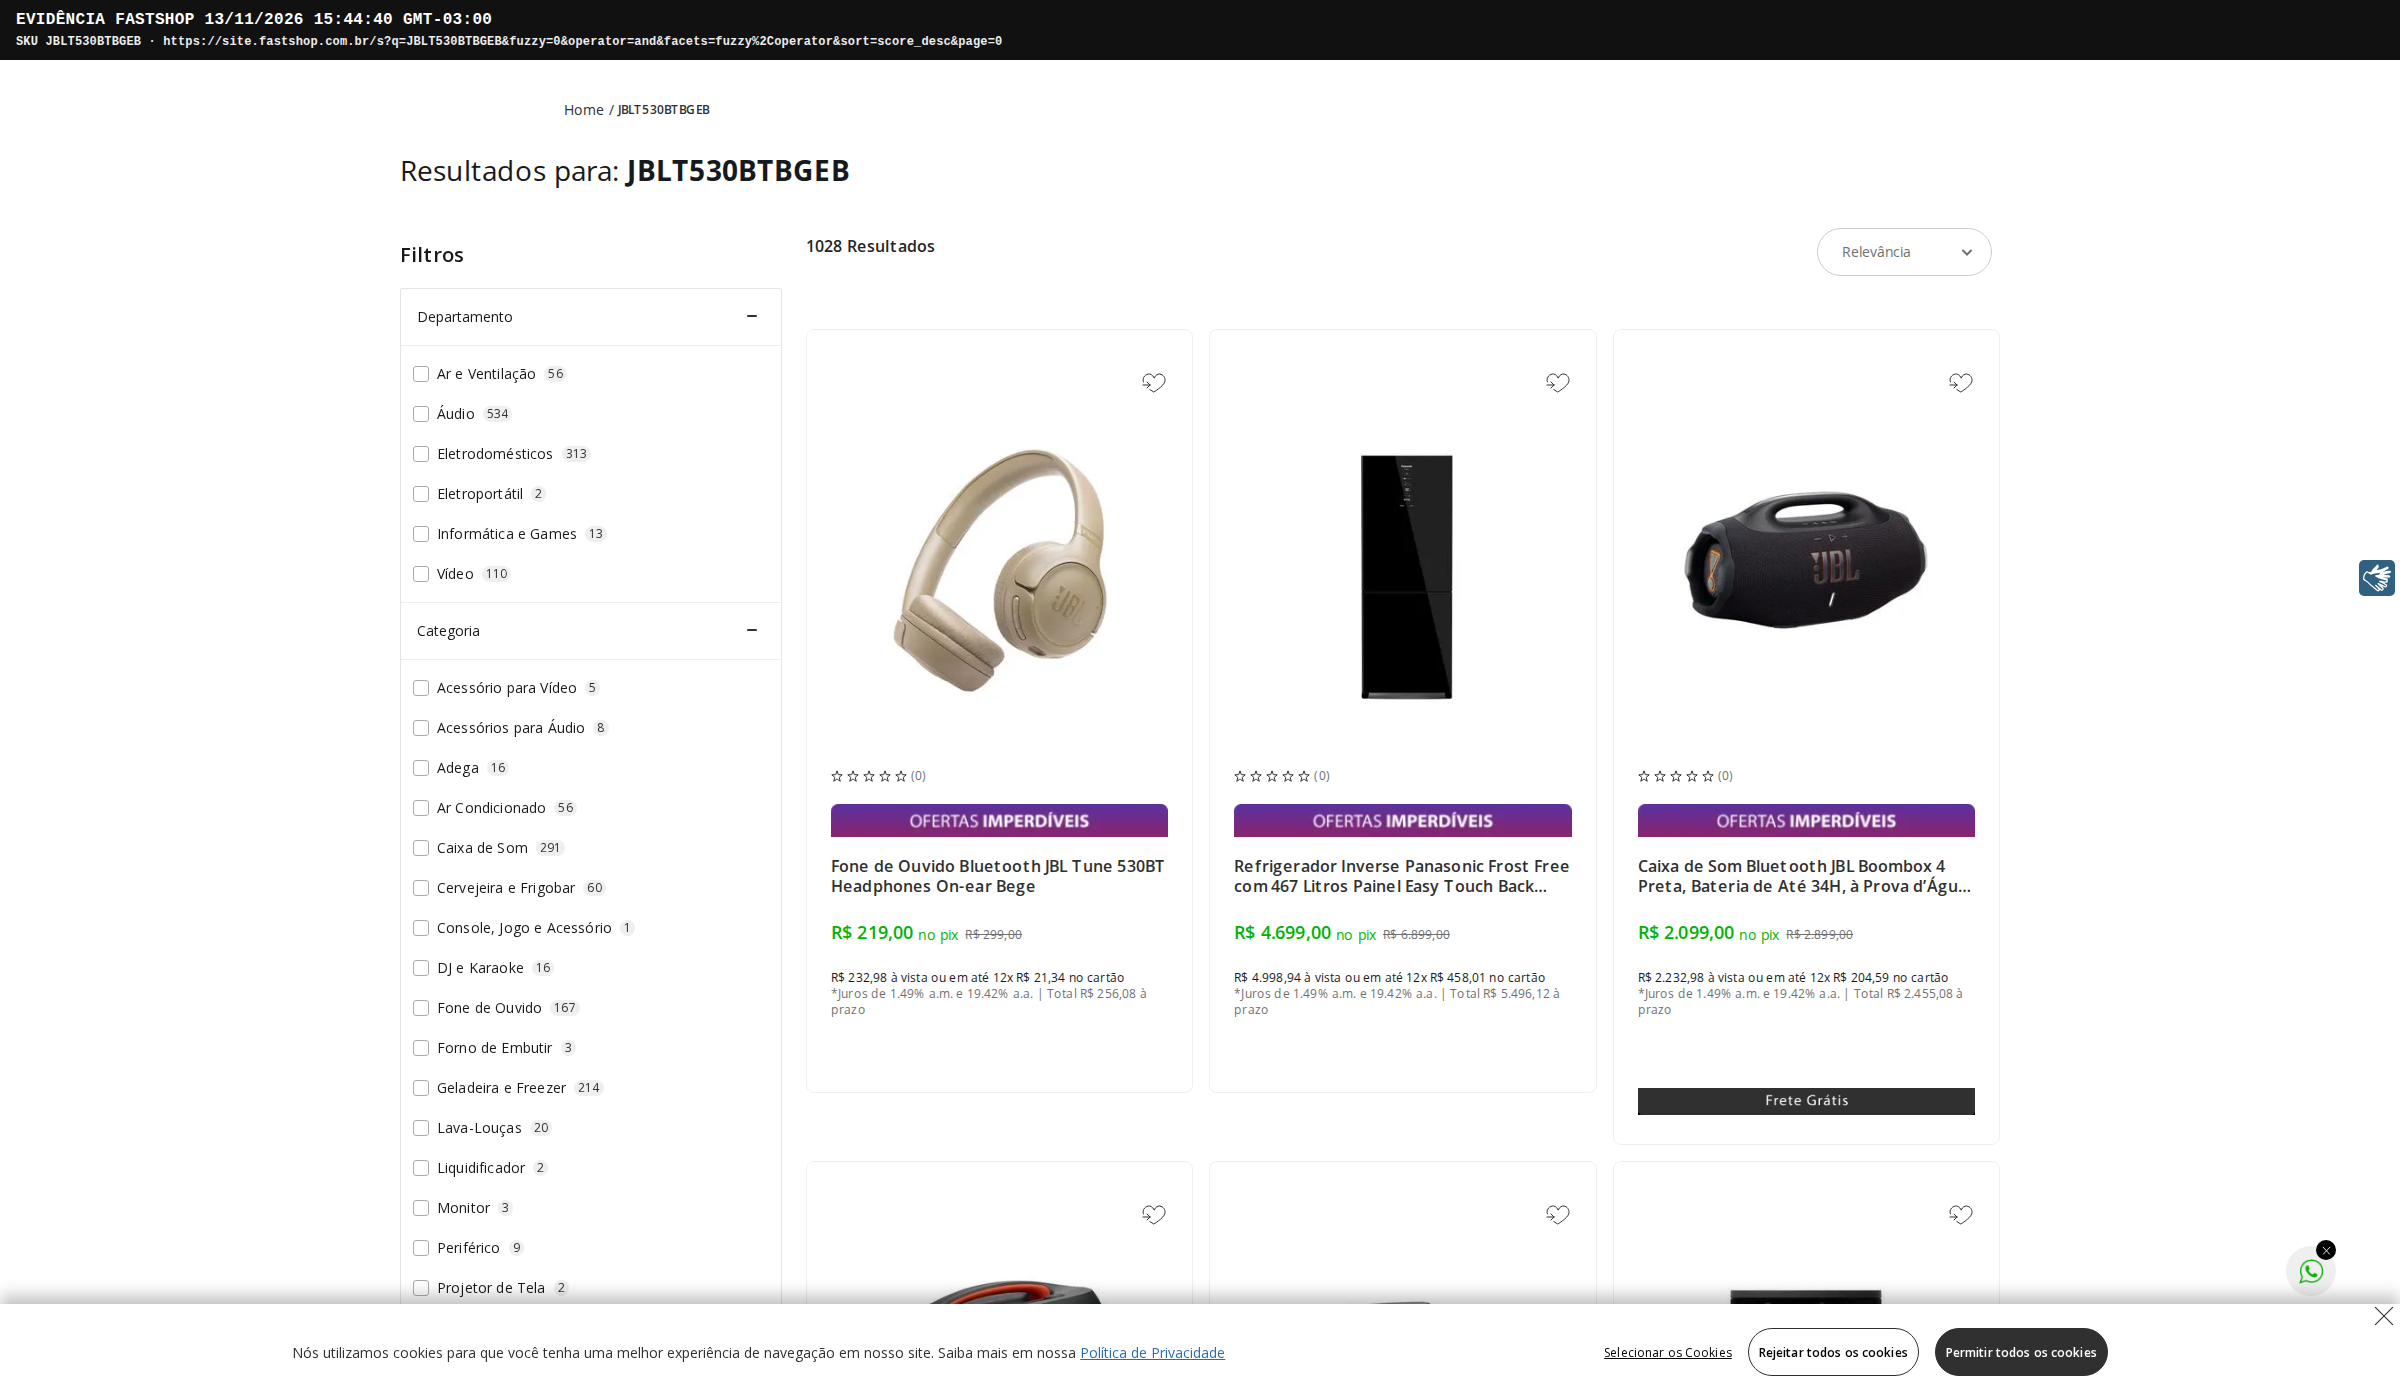 EVIDÊNCIA FASTSHOP 13/11/2026 15:44:40 GMT-03:00
SKU JBLT530BTBGEB · https://site.fastshop.com.br/s?q=JBLT530BTBGEB&fuzzy=0&operator=and&facets=fuzzy%2Coperator&sort=score_desc&page=0
Home / JBLT530BTBGEB
Resultados para: JBLT530BTBGEB
Filtros
1028 Resultados
Relevância
Departamento
Ar e Ventilação 56
Áudio 534
Eletrodomésticos 313
Eletroportátil 2
Informática e Games 13
Vídeo 110
Categoria
Acessório para Vídeo 5
Acessórios para Áudio 8
Adega 16
Ar Condicionado 56
Caixa de Som 291
Cervejeira e Frigobar 60
Console, Jogo e Acessório 1
DJ e Karaoke 16
Fone de Ouvido 167
Forno de Embutir 3
Geladeira e Freezer 214
Lava-Louças 20
Liquidificador 2
Monitor 3
Periférico 9
Projetor de Tela 2
JBL
(0)
OFERTAS IMPERDÍVEIS
Fone de Ouvido Bluetooth JBL Tune 530BT
Headphones On-ear Bege
R$ 219,00 no pix R$ 299,00
R$ 232,98 à vista ou em até 12x R$ 21,34 no cartão
*Juros de 1.49% a.m. e 19.42% a.a. | Total R$ 256,08 à
prazo
(0)
OFERTAS IMPERDÍVEIS
Refrigerador Inverse Panasonic Frost Free
com 467 Litros Painel Easy Touch Back...
R$ 4.699,00 no pix R$ 6.899,00
R$ 4.998,94 à vista ou em até 12x R$ 458,01 no cartão
*Juros de 1.49% a.m. e 19.42% a.a. | Total R$ 5.496,12 à
prazo
JBL
(0)
OFERTAS IMPERDÍVEIS
Caixa de Som Bluetooth JBL Boombox 4
Preta, Bateria de Até 34H, à Prova d’Águ...
R$ 2.099,00 no pix R$ 2.899,00
R$ 2.232,98 à vista ou em até 12x R$ 204,59 no cartão
*Juros de 1.49% a.m. e 19.42% a.a. | Total R$ 2.455,08 à
prazo
Frete Grátis
Nós utilizamos cookies para que você tenha uma melhor experiência de navegação em nosso site. Saiba mais em nossa Política de Privacidade
Selecionar os Cookies
Rejeitar todos os cookies
Permitir todos os cookies